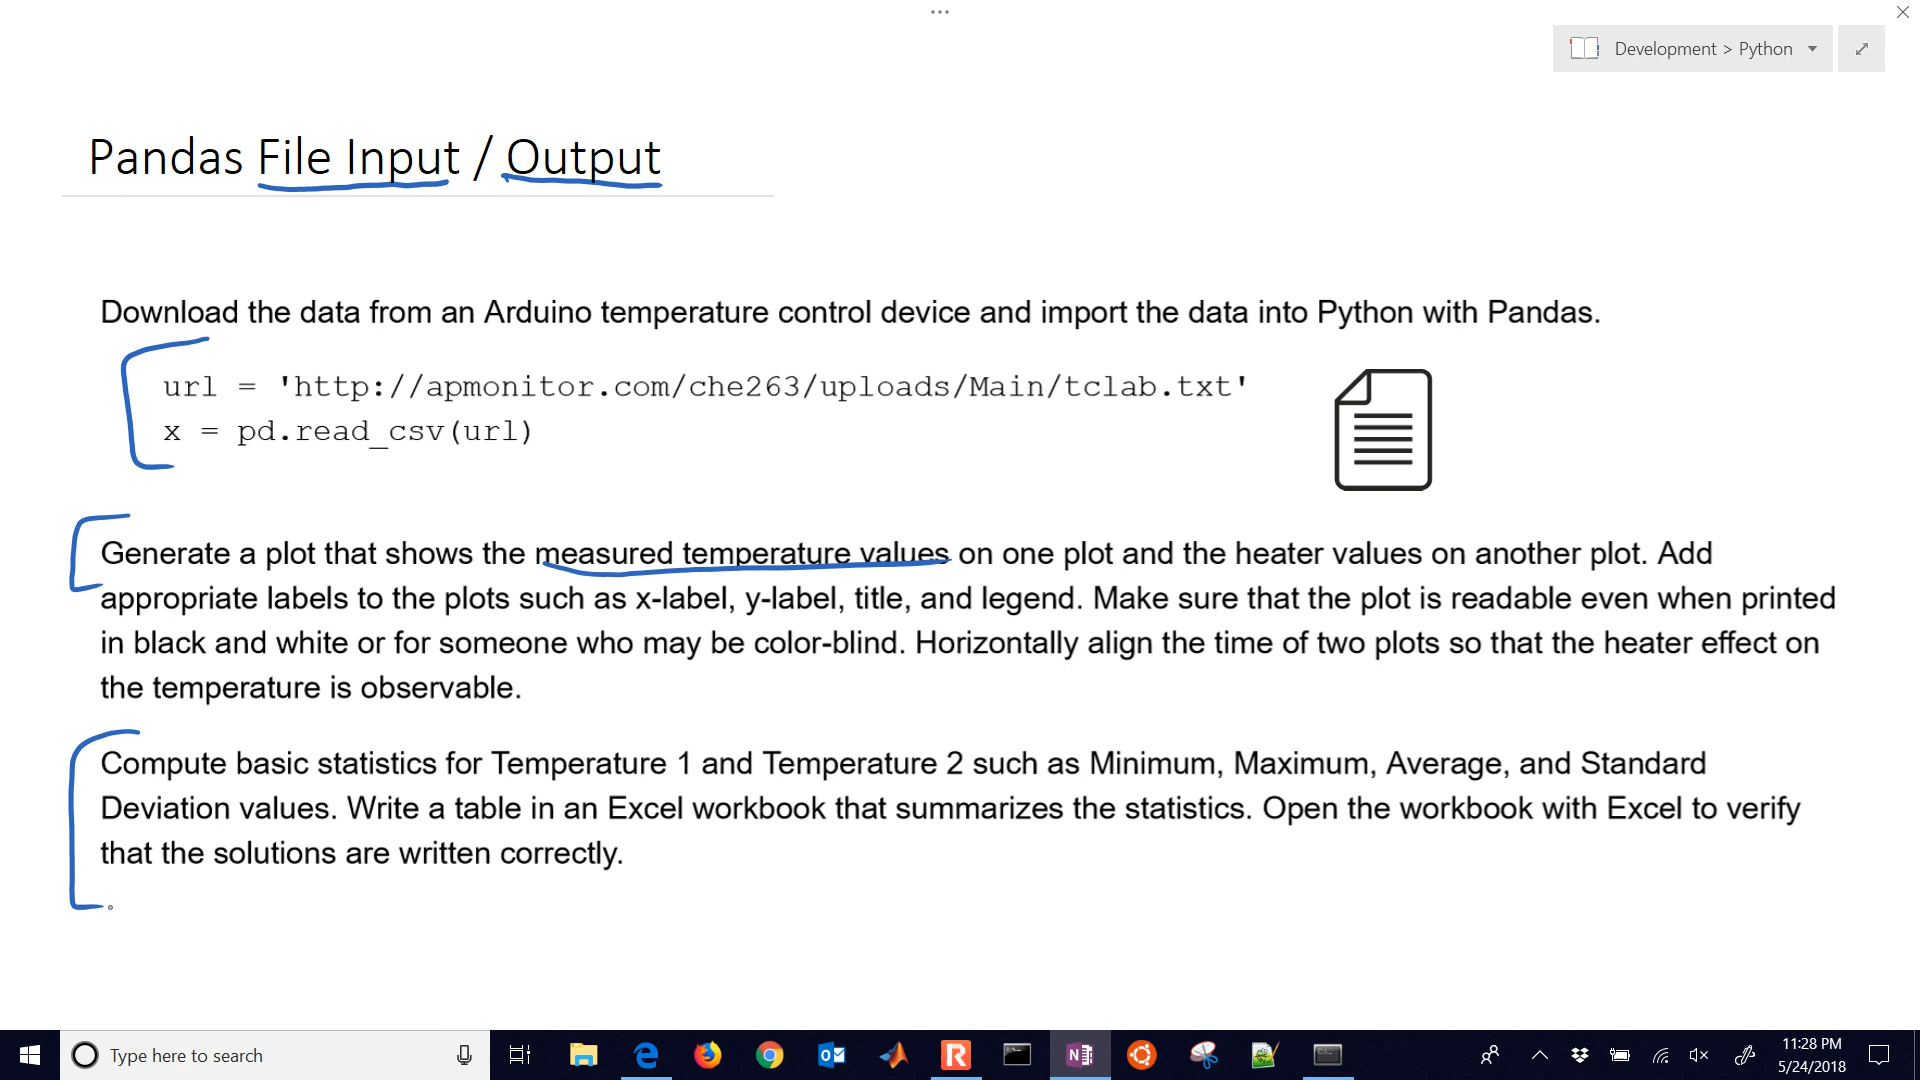 Development > Python
Pandas File Input / Output
Download the data from an Arduino temperature control device and import the data into Python with Pandas.
url = 'http://apmonitor.com/che263/uploads/Main/tclab.txt'
x = pd.read_csv(url)
Generate a plot that shows the measured temperature values on one plot and the heater values on another plot. Add
appropriate labels to the plots such as x-label, y-label, title, and legend. Make sure that the plot is readable even when printed
in black and white or for someone who may be color-blind. Horizontally align the time of two plots so that the heater effect on
the temperature is observable.
Compute basic statistics for Temperature 1 and Temperature 2 such as Minimum, Maximum, Average, and Standard
Deviation values. Write a table in an Excel workbook that summarizes the statistics. Open the workbook with Excel to verify
that the solutions are written correctly.
Type here to search
11:28 PM
5/24/2018